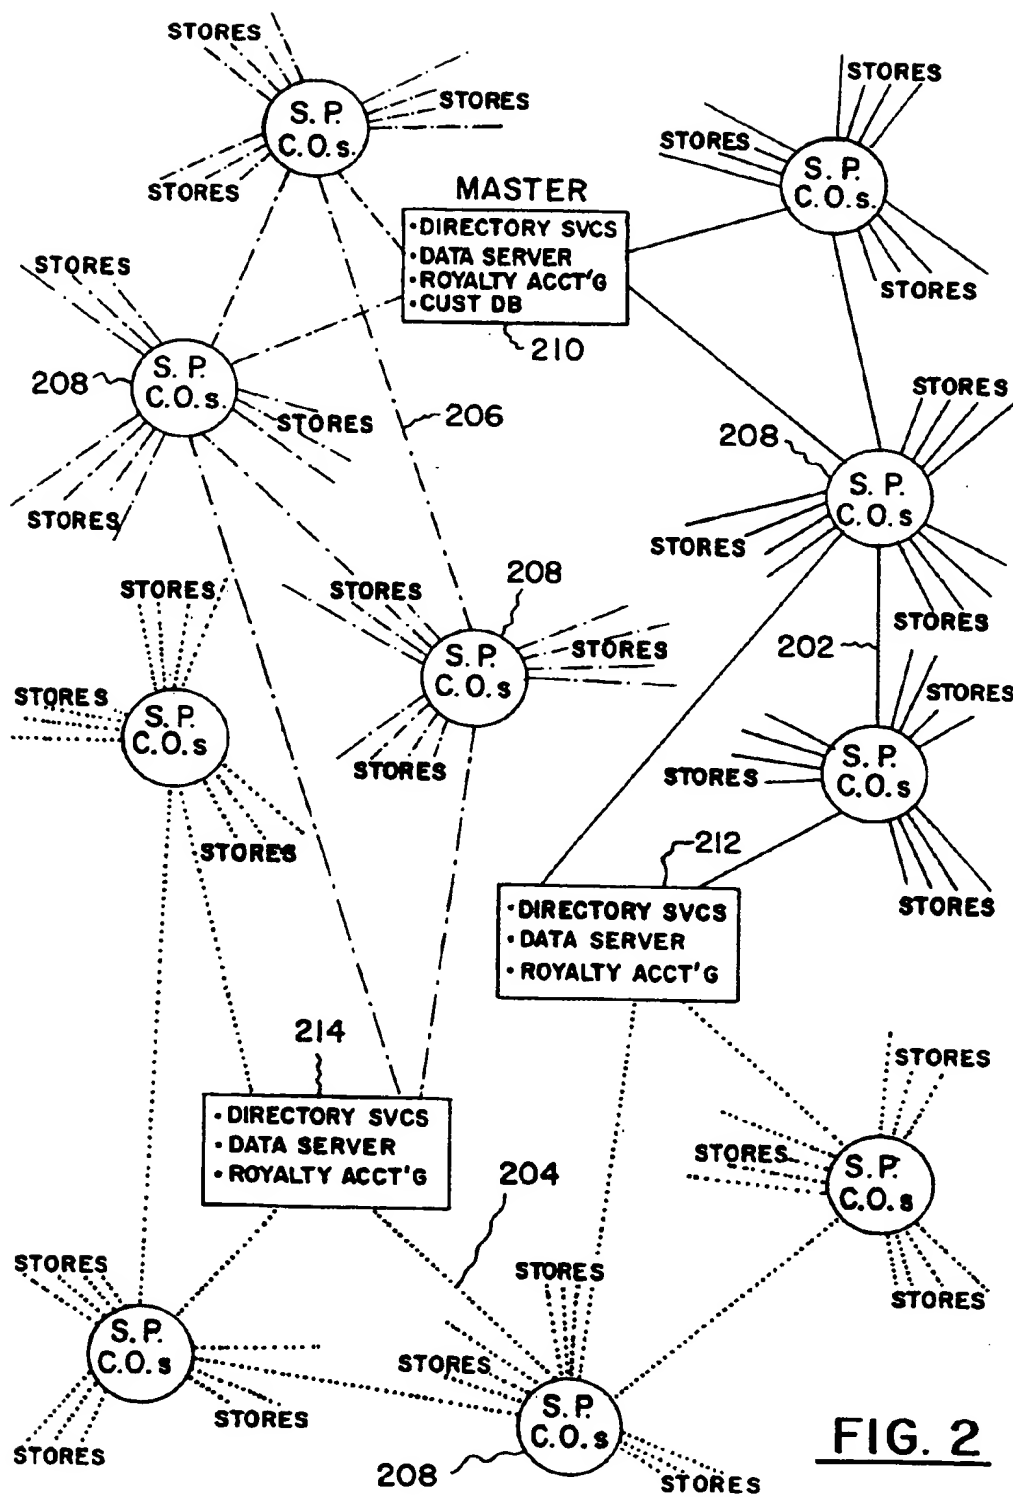 STORES
S. P.
C.O.s.
STORES
STORES
STORES
S. P.
C.O.s.
STORES
STORES
MASTER
•DIRECTORY SVCS
•DATA SERVER
•ROYALTY ACCT'G
•CUST DB
210
STORES
208
S. P.
C.O.s.
STORES
STORES
206
STORES
208
S. P.
C.O.s
STORES
STORES
202
STORES
S. P.
C.O.s
STORES
STORES
STORES
208
S. P.
C.O.s
STORES
STORES
STORES
STORES
S. P.
C.O.s
STORES
212
•DIRECTORY SVCS
•DATA SERVER
•ROYALTY ACCT'G
214
•DIRECTORY SVCS
•DATA SERVER
•ROYALTY ACCT'G
204
STORES
STORES
S. P.
C.O.s
STORES
STORES
S. P.
C.O.s
STORES
STORES
STORES
STORES
S. P.
C.O.s
208
STORES
FIG. 2